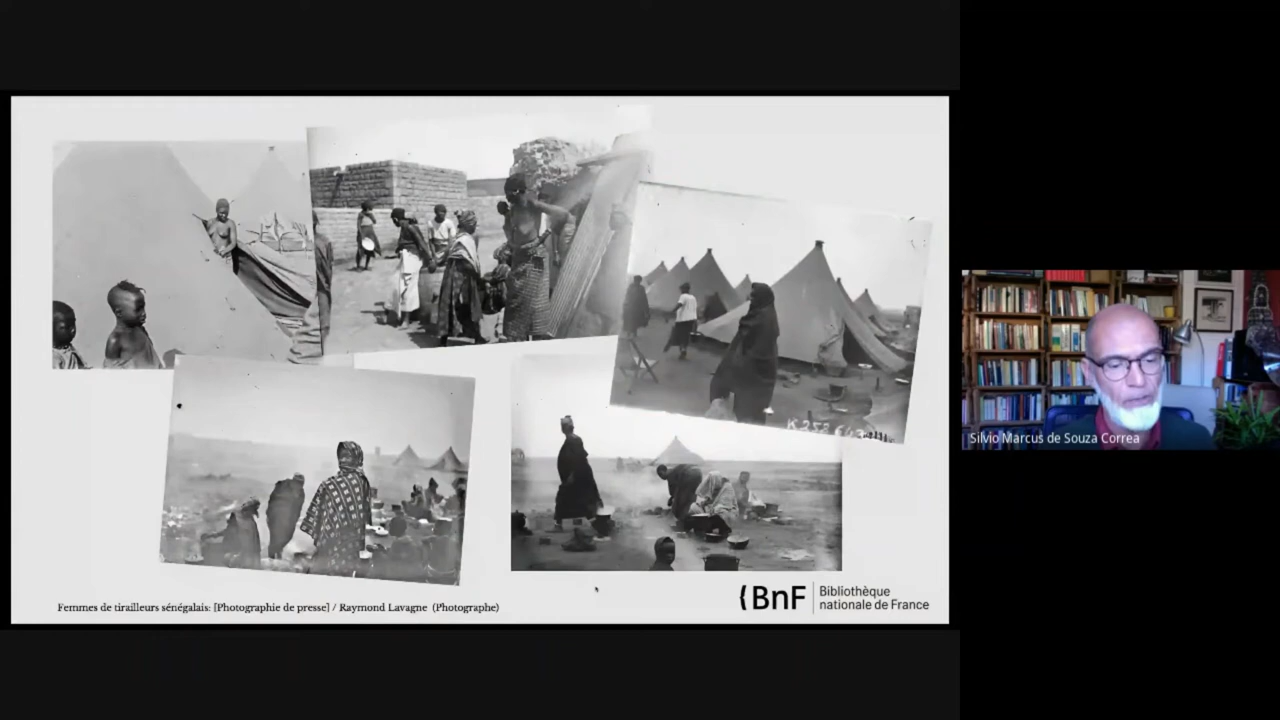 Femmes de tirailleurs sénégalais: [Photographie de presse] / Raymond Lavagne (Photographe)
BnF
Bibliothèque
nationale de France
Silvio Marcus de Souza Correa